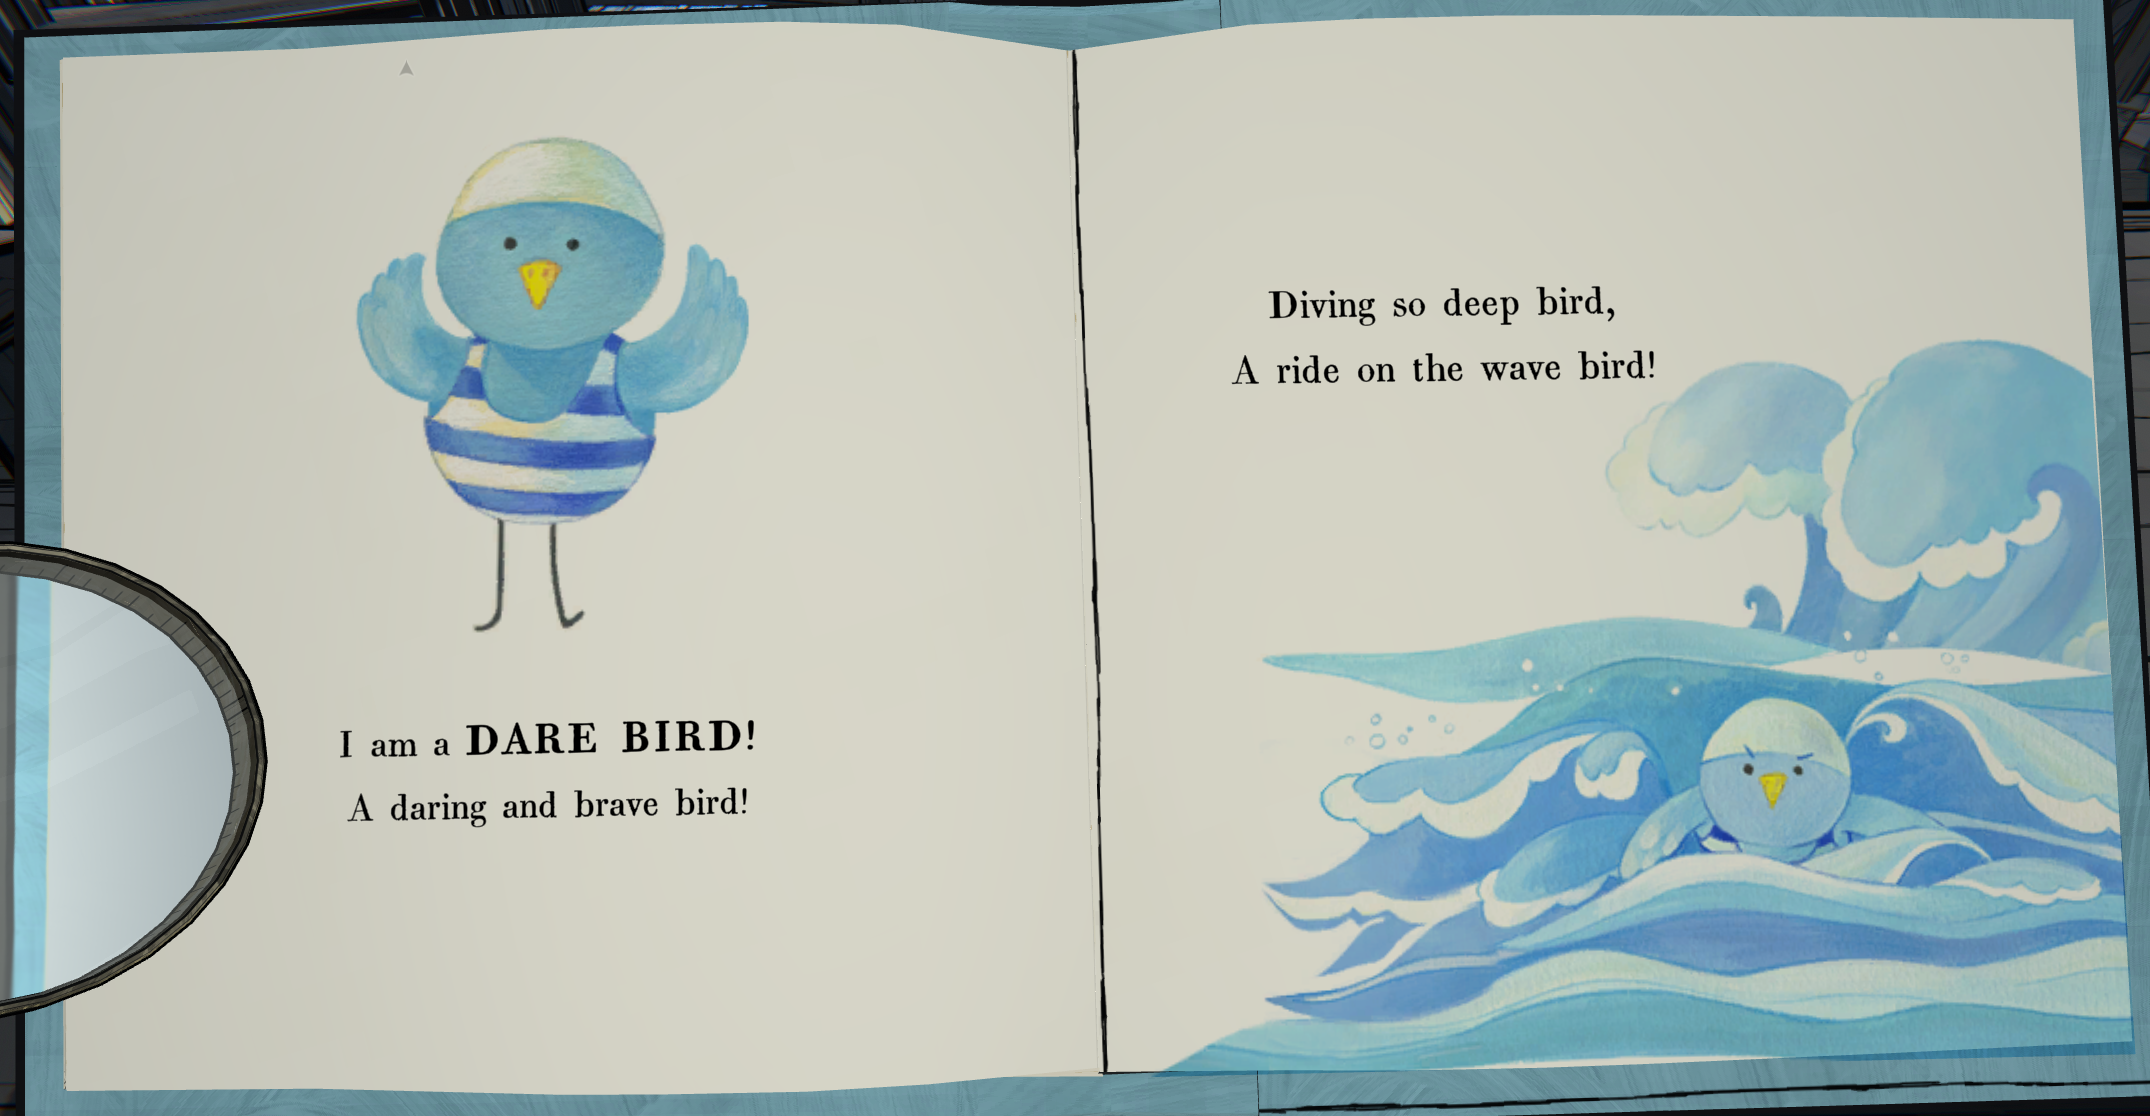 I am a DARE BIRD!
A daring and brave bird!
Diving so deep bird,
A ride on the wave bird!